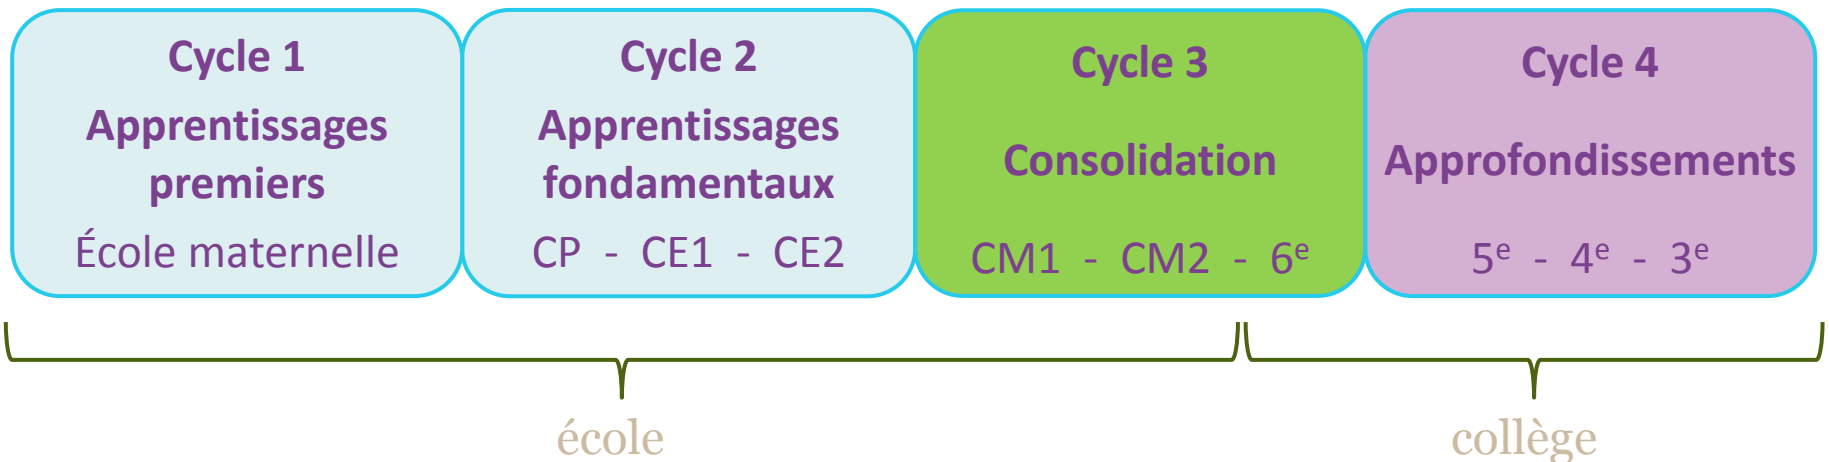 Cycle 1
Apprentissages
premiers
École maternelle
Cycle 2
Apprentissages
fondamentaux
CP - CE1 - CE2
Cycle 3
Consolidation
CM1 - CM2 - 6e
Cycle 4
Approfondissements
5e - 4e - 3e
école
collège